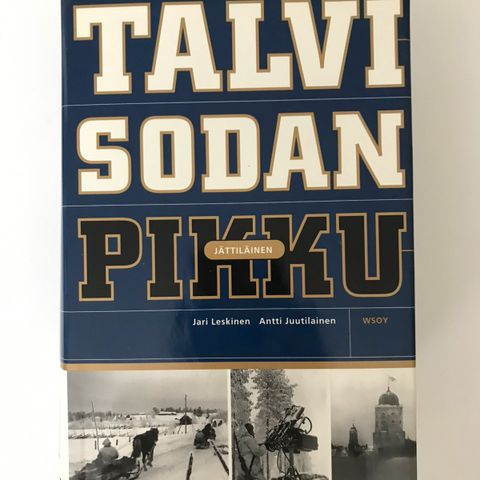 TALVI
SODAN
PIKKU
JÄTTILÄINEN
Jari Leskinen Antti Juutilainen WSOY